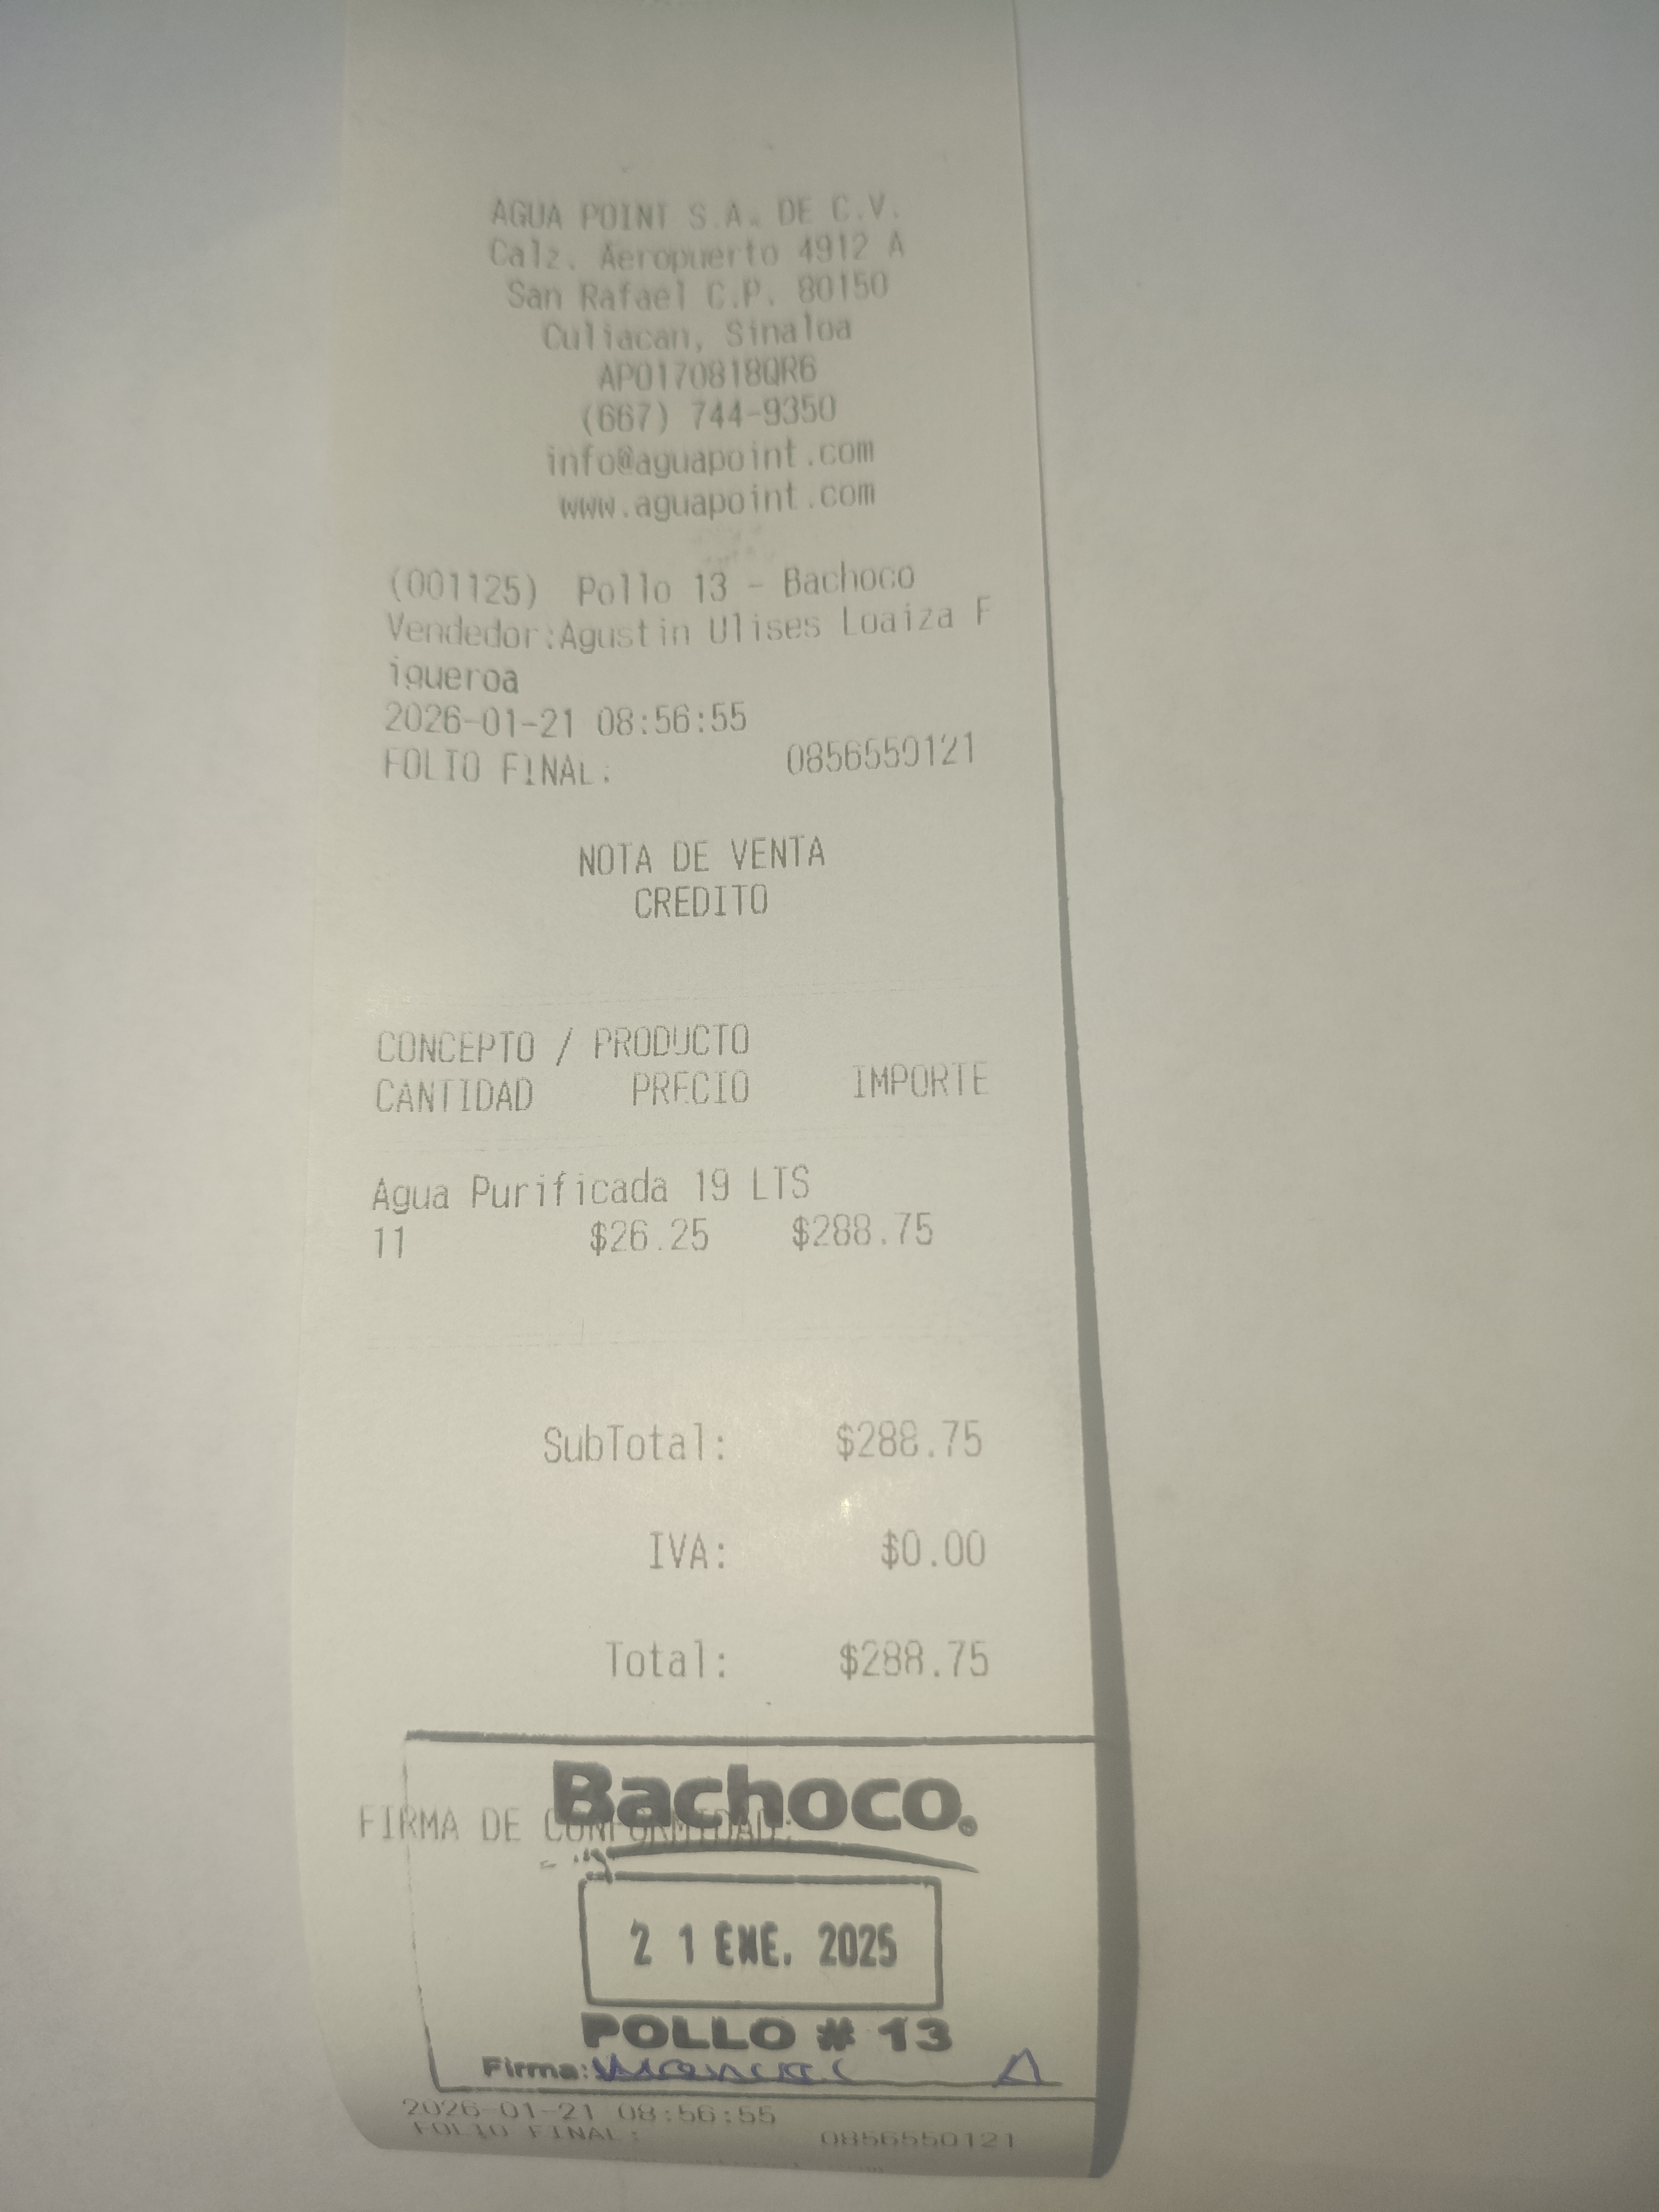 AGUA POINT S.A. DE C.V.
Calz. Aeropuerto 4912 A
San Rafael C.P. 80150
Culiacan, Sinaloa
APO170818QR6
(667) 744-9350
info@aguapoint.com
www.aguapoint.com
(001125) Pollo 13 - Bachoco
Vendedor:Agustin Ulises Loaiza F
igueroa
2026-01-21 08:56:55
FOLIO FINAL: 0856550121
NOTA DE VENTA
CREDITO
CONCEPTO / PRODUCTO
CANTIDAD PRECIO IMPORTE
Agua Purificada 19 LTS
11 $26.25 $288.75
SubTotal: $288.75
IVA: $0.00
Total: $288.75
Bachoco.
FIRMA DE CONFORMIDAD:
21 ENE. 2025
POLLO # 13
Firma:
2026-01-21 08:56:55
FOLIO FINAL: 0856550121